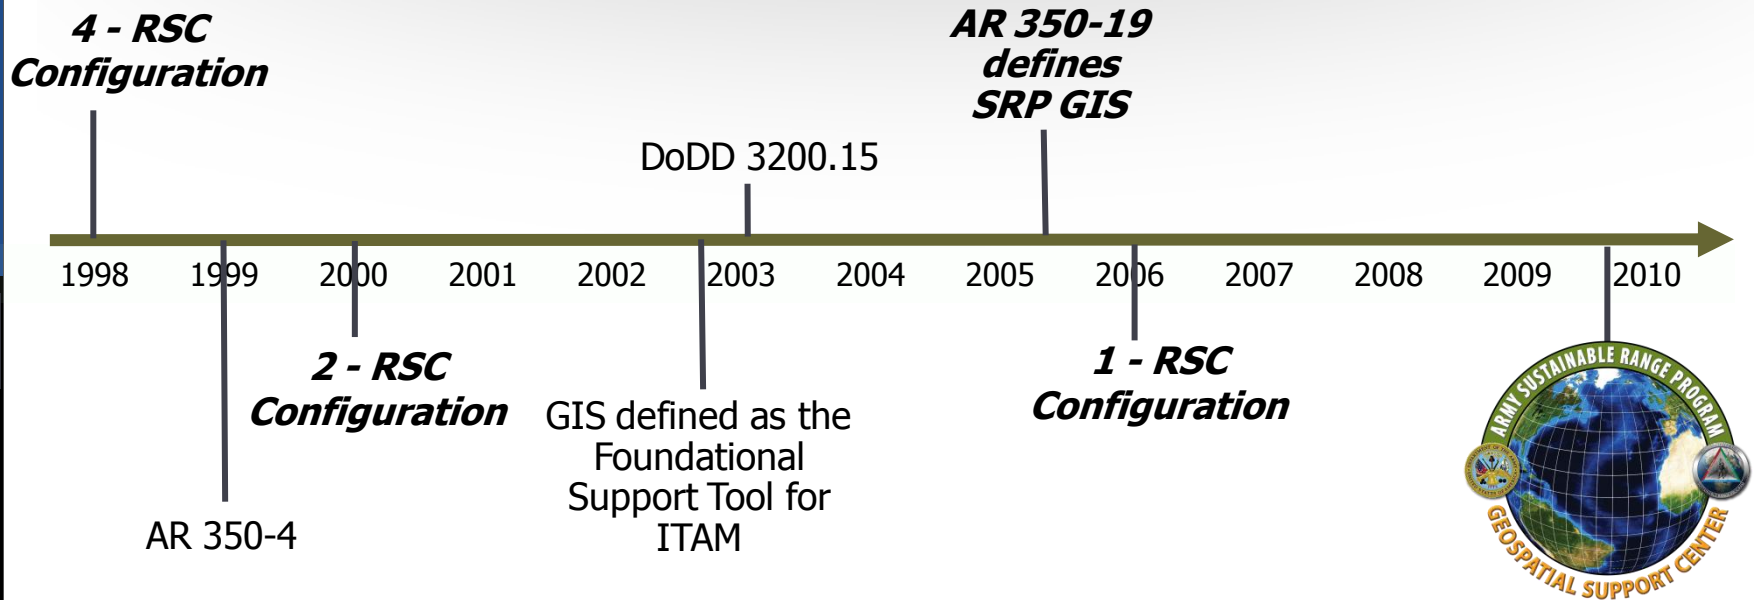 4 - RSC
Configuration
AR 350-19
defines
SRP GIS
DoDD 3200.15
1998 1999 2000 2001 2002 2003 2004 2005 2006 2007 2008 2009 2010
2 - RSC
Configuration
1 - RSC
Configuration
GIS defined as the
Foundational
Support Tool for
ITAM
AR 350-4
ARMY SUSTAINABLE RANGE PROGRAM
GEOSPATIAL SUPPORT CENTER